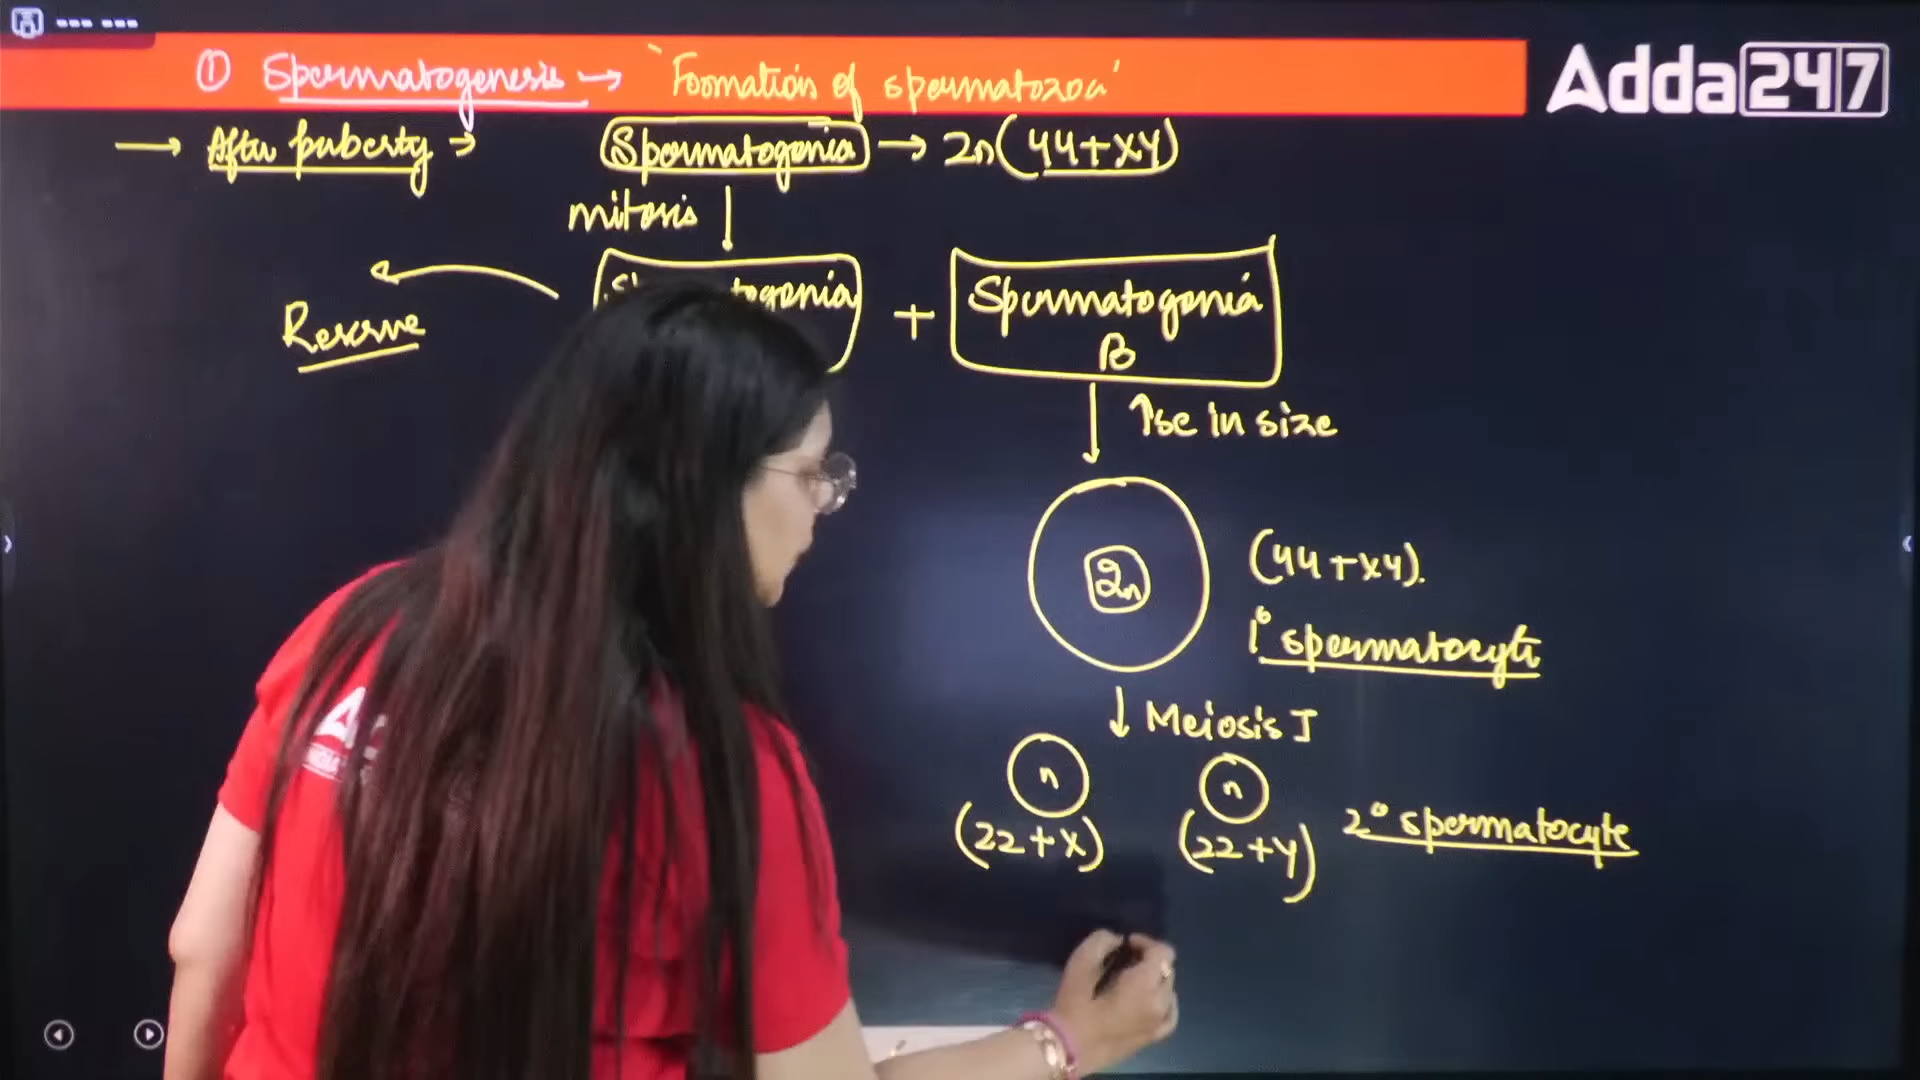 ① Spermatogenesis → 'Formation of spermatozoa'
Adda247
→ After puberty → Spermatogonia → 2n (44+XY)
mitosis
Reserve
+ Spermatogonia
B
↑se in size
2n
(44+XY).
1° spermatocyte
↓ Meiosis I
n n
(22+X) (22+Y) 2° spermatocyte